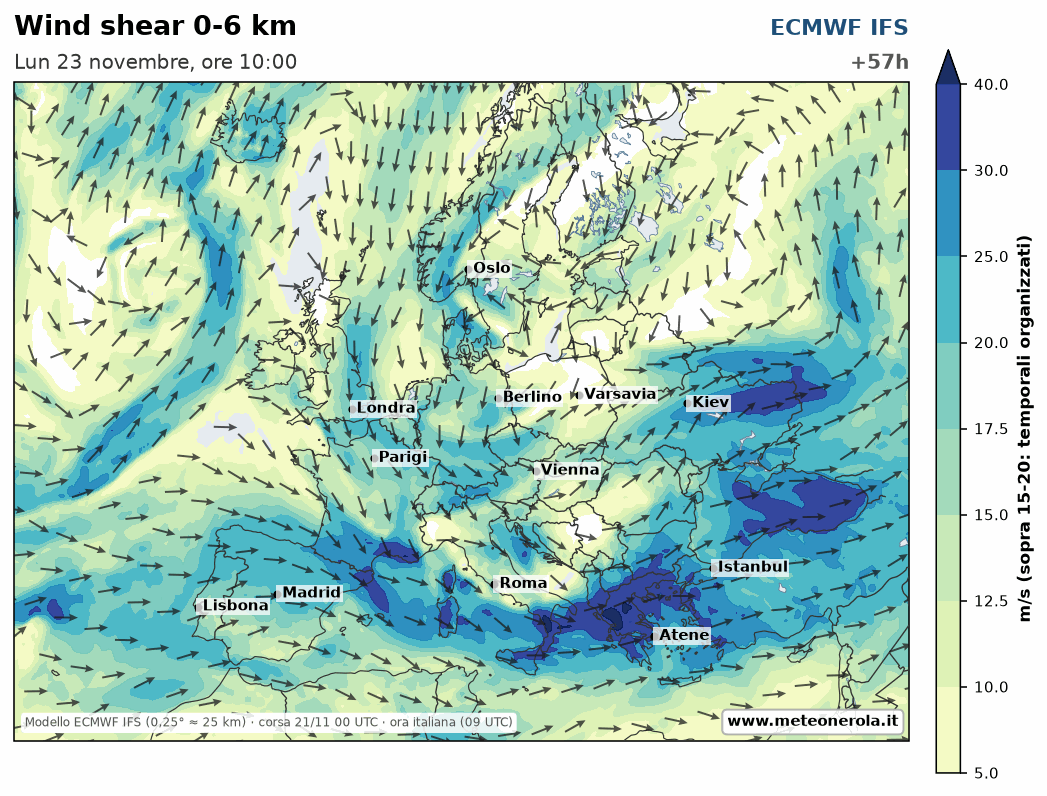 Wind shear 0-6 km
ECMWF IFS
Lun 23 novembre, ore 10:00
+57h
40.0
30.0
25.0
20.0
17.5
15.0
12.5
10.0
5.0
m/s (sopra 15-20: temporali organizzati)
Oslo
Berlino
Varsavia
Kiev
Londra
Parigi
Vienna
Istanbul
Roma
Madrid
Lisbona
Atene
Modello ECMWF IFS (0,25° ≈ 25 km) · corsa 21/11 00 UTC · ora italiana (09 UTC)
www.meteonerola.it